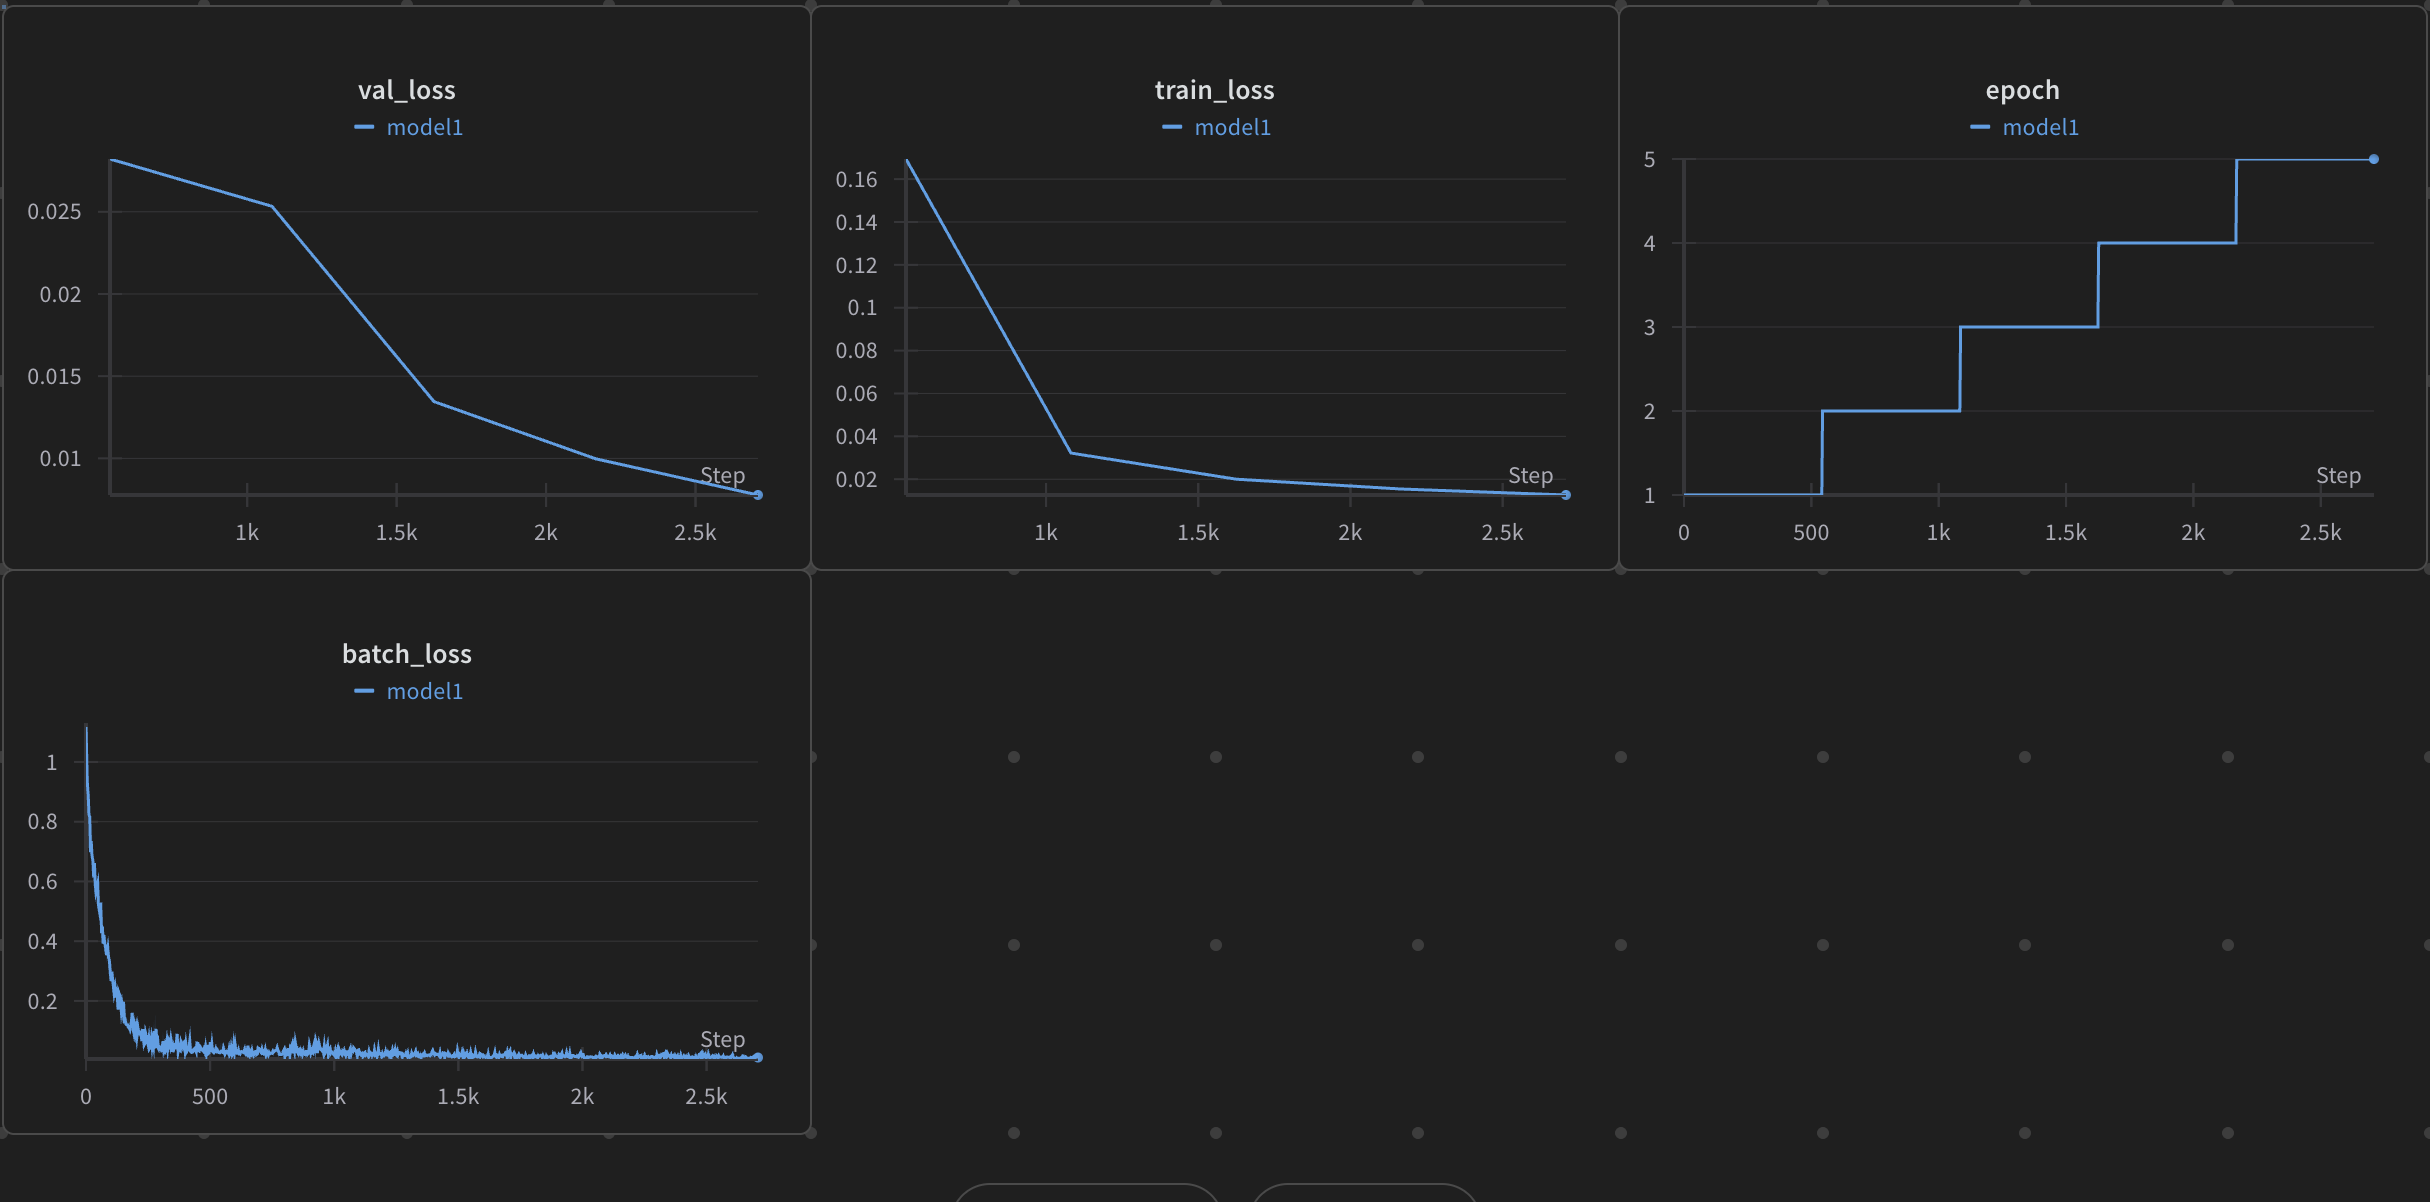 val_loss
model1
0.025
0.02
0.015
0.01
Step
1k 1.5k 2k 2.5k
train_loss
model1
0.16
0.14
0.12
0.1
0.08
0.06
0.04
0.02
Step
1k 1.5k 2k 2.5k
epoch
model1
5
4
3
2
1
Step
0 500 1k 1.5k 2k 2.5k
batch_loss
model1
1
0.8
0.6
0.4
0.2
Step
0 500 1k 1.5k 2k 2.5k